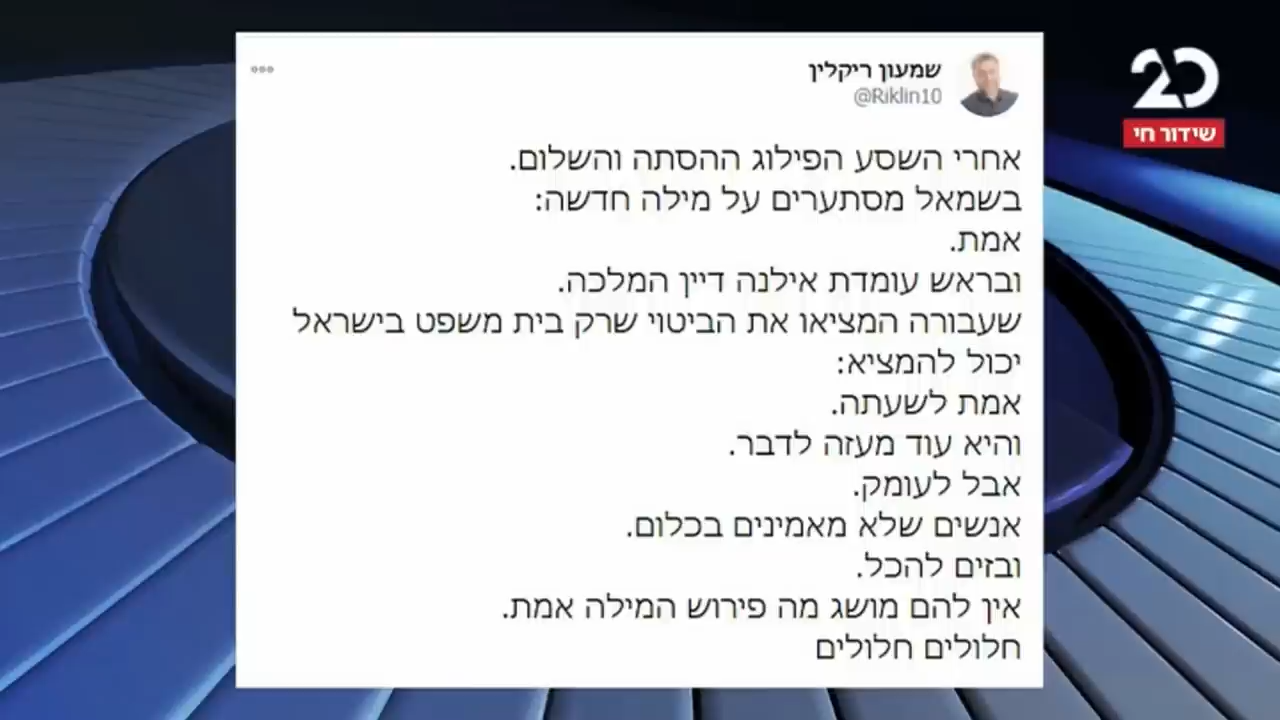 שמעון ריקלין
@Riklin10
20
שידור חי
אחרי השסע הפילוג ההסתה והשלום.
בשמאל מסתערים על מילה חדשה:
אמת.
ובראש עומדת אילנה דיין המלכה.
שעבורה המציאו את הביטוי שרק בית משפט בישראל
יכול להמציא:
אמת לשעתה.
והיא עוד מעזה לדבר.
אבל לעומק.
אנשים שלא מאמינים בכלום.
ובזים להכל.
אין להם מושג מה פירוש המילה אמת.
חלולים חלולים